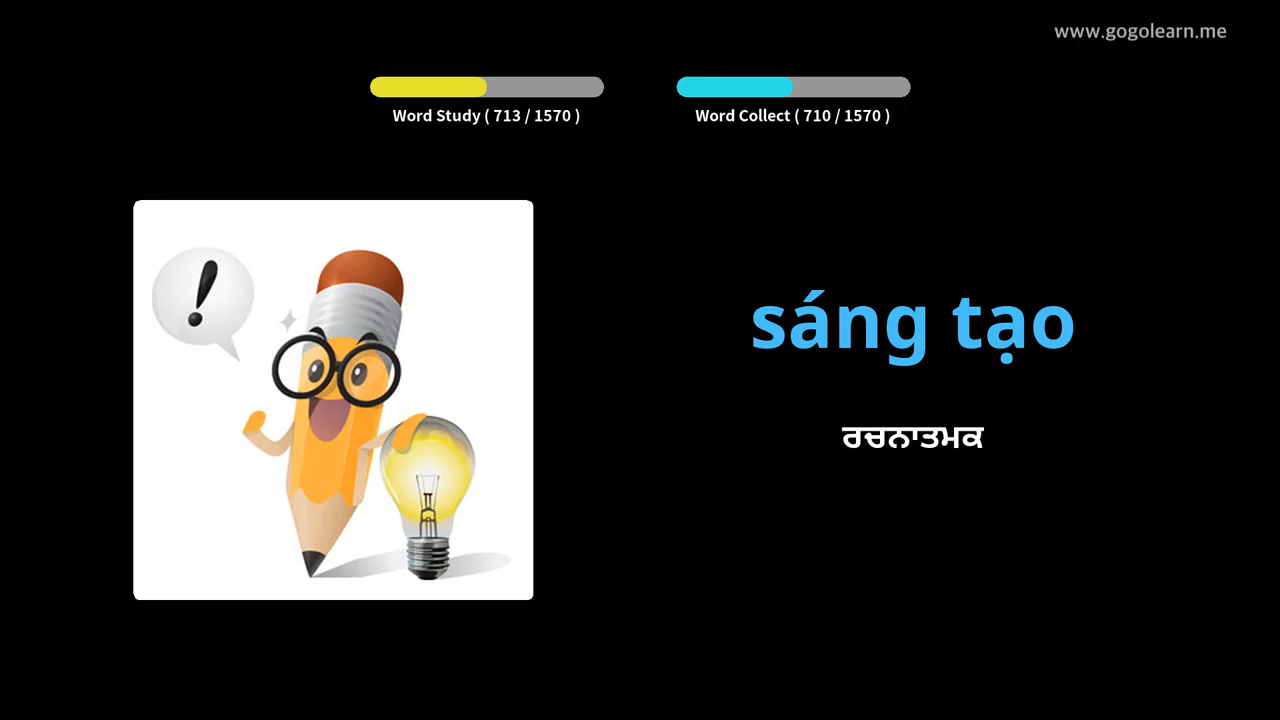 www.gogolearn.me
Word Study ( 713 / 1570 )
Word Collect ( 710 / 1570 )
!
sáng tạo
ਰਚਨਾਤਮਕ